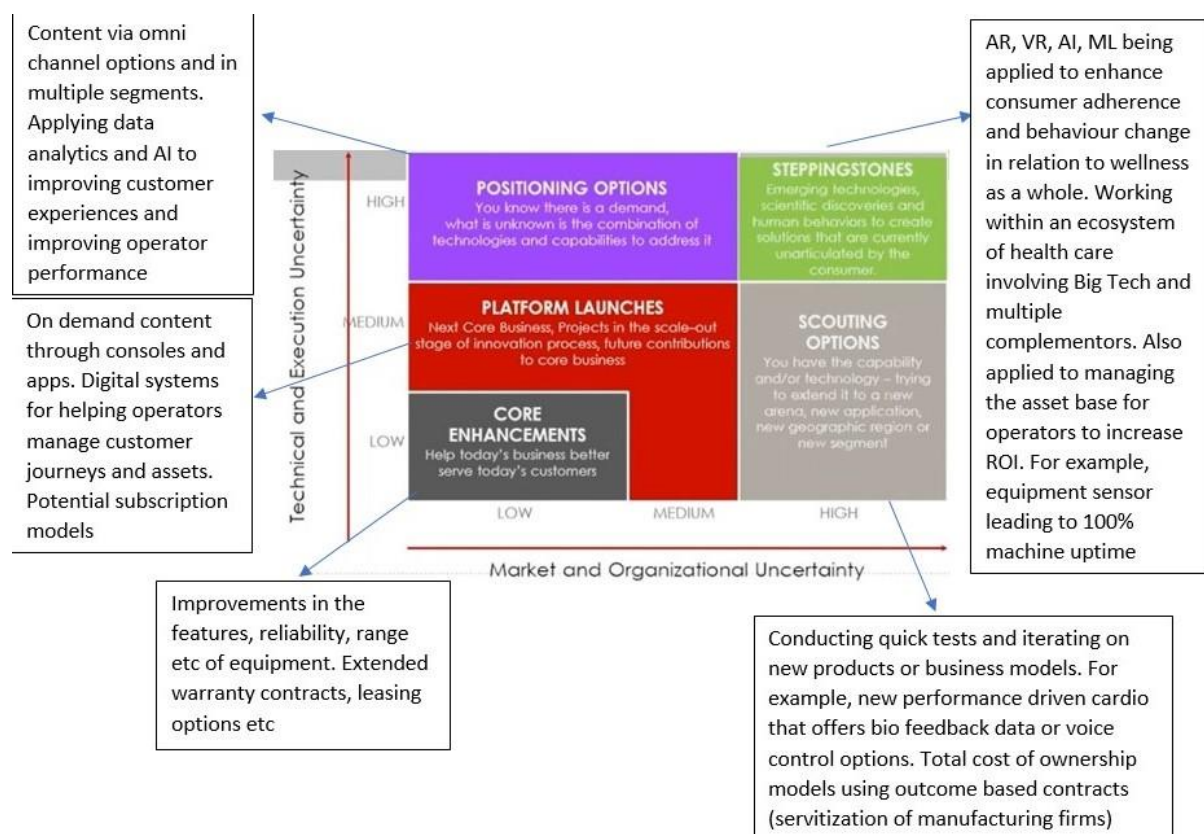 Content via omni
channel options and in
multiple segments.
Applying data
analytics and AI to
improving customer
experiences and
improving operator
performance
On demand content
through consoles and
apps. Digital systems
for helping operators
manage customer
journeys and assets.
Potential subscription
models
Technical and Execution Uncertainty
HIGH
MEDIUM
LOW
POSITIONING OPTIONS
You know there is a demand,
what is unknown is the combination of
technologies and capabilities to address it
STEPPINGSTONES
Emerging technologies,
scientific discoveries and
human behaviors to create
solutions that are currently
unarticulated by the
consumer.
PLATFORM LAUNCHES
Next Core Business, Projects in the scale-out
stage of innovation process, future contributions
to core business
SCOUTING
OPTIONS
You have the capability
and/or technology – trying
to extend it to a new
arena, new application,
new geographic region or
new segment
CORE
ENHANCEMENTS
Help today's business better
serve today's customers
LOW
MEDIUM
HIGH
Market and Organizational Uncertainty
AR, VR, AI, ML being
applied to enhance
consumer adherence
and behaviour change
in relation to wellness
as a whole. Working
within an ecosystem
of health care
involving Big Tech and
multiple
complementors. Also
applied to managing
the asset base for
operators to increase
ROI. For example,
equipment sensor
leading to 100%
machine uptime
Improvements in the
features, reliability, range
etc of equipment. Extended
warranty contracts, leasing
options etc
Conducting quick tests and iterating on
new products or business models. For
example, new performance driven cardio
that offers bio feedback data or voice
control options. Total cost of ownership
models using outcome based contracts
(servitization of manufacturing firms)